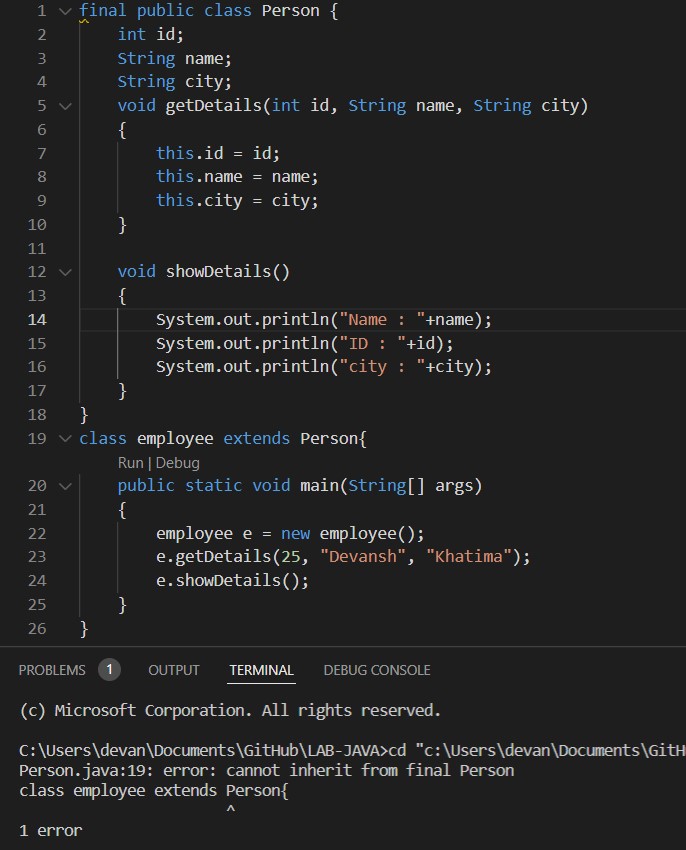 1 final public class Person {
2 int id;
3 String name;
4 String city;
5 void getDetails(int id, String name, String city)
6 {
7 this.id = id;
8 this.name = name;
9 this.city = city;
10 }
11
12 void showDetails()
13 {
14 System.out.println("Name : "+name);
15 System.out.println("ID : "+id);
16 System.out.println("city : "+city);
17 }
18 }
19 class employee extends Person{
Run | Debug
20 public static void main(String[] args)
21 {
22 employee e = new employee();
23 e.getDetails(25, "Devansh", "Khatima");
24 e.showDetails();
25 }
26 }
PROBLEMS 1 OUTPUT TERMINAL DEBUG CONSOLE
(c) Microsoft Corporation. All rights reserved.
C:\Users\devan\Documents\GitHub\LAB-JAVA>cd "c:\Users\devan\Documents\GitH
Person.java:19: error: cannot inherit from final Person
class employee extends Person{
^
1 error